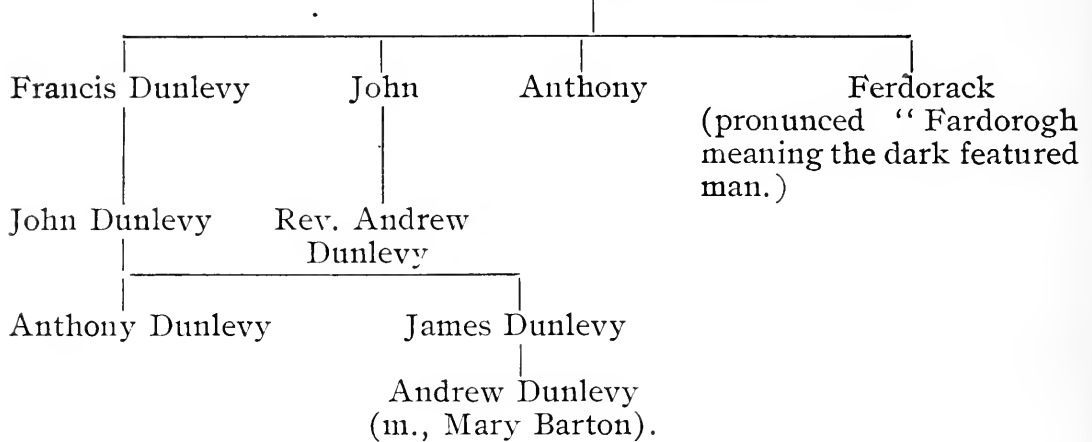 Francis Dunlevy John Anthony Ferdorack
(pronunced “ Fardorogh
meaning the dark featured
man.)
John Dunlevy Rev. Andrew
Dunlevy
Anthony Dunlevy James Dunlevy
Andrew Dunlevy
(m., Mary Barton).